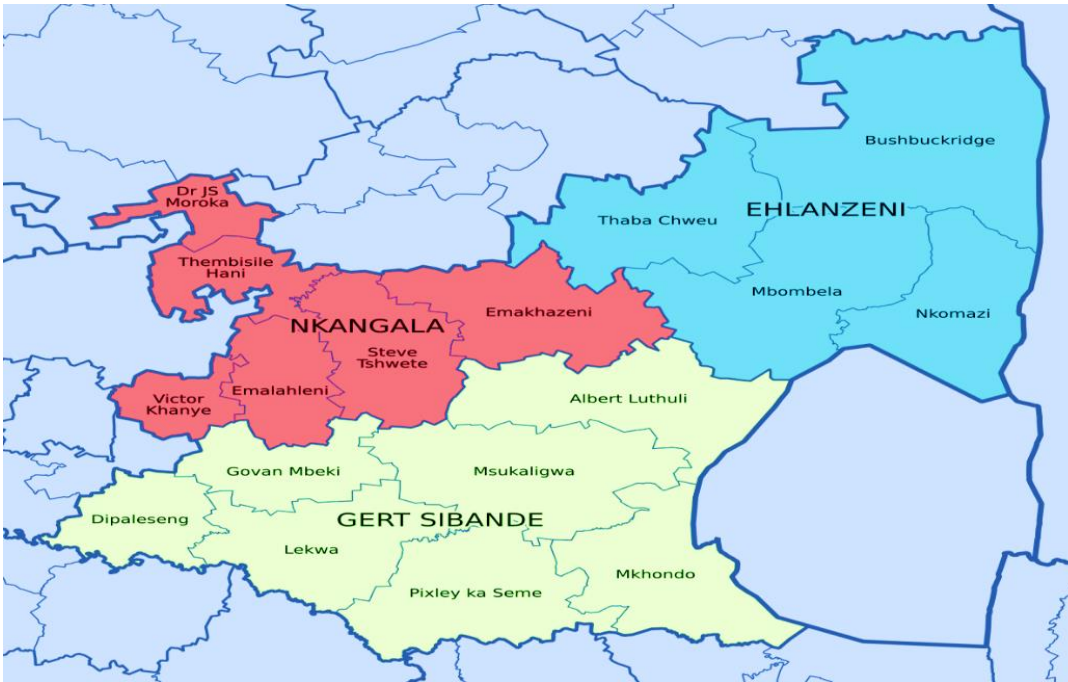 Bushbuckridge
Dr JS
Moroka
Thaba Chweu
EHLANZENI
Thembisile
Hani
Mbombela
Nkomazi
Emakhazeni
NKANGALA
Steve
Tshwete
Emalahleni
Victor
Khanye
Albert Luthuli
Govan Mbeki
Msukaligwa
Dipaleseng
GERT SIBANDE
Lekwa
Mkhondo
Pixley ka Seme